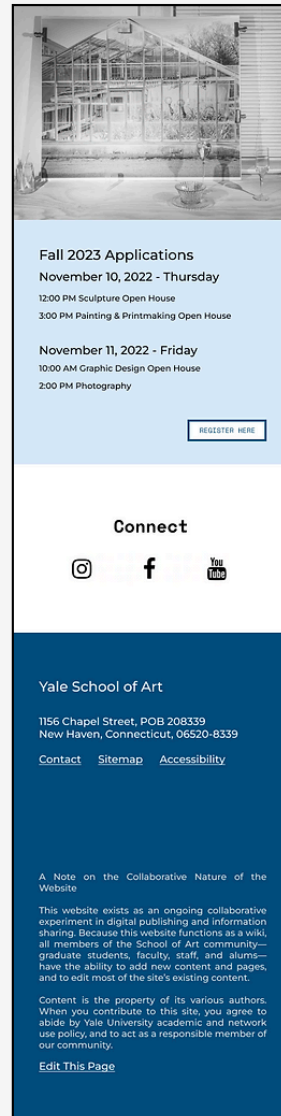 Fall 2023 Applications
November 10, 2022 - Thursday
12:00 PM Sculpture Open House
3:00 PM Painting & Printmaking Open House
November 11, 2022 - Friday
10:00 AM Graphic Design Open House
2:00 PM Photography
REGISTER HERE
Connect
You
Tube
Yale School of Art
1156 Chapel Street, POB 208339
New Haven, Connecticut, 06520-8339
Contact Sitemap Accessibility
A Note on the Collaborative Nature of the
Website
This website exists as an ongoing collaborative
experiment in digital publishing and information
sharing. Because this website functions as a wiki,
all members of the School of Art community—
graduate students, faculty, staff, and alums—
have the ability to add new content and pages,
and to edit most of the site's existing content.
Content is the property of its various authors.
When you contribute to this site, you agree to
abide by Yale University academic and network
use policy, and to act as a responsible member of
our community.
Edit This Page